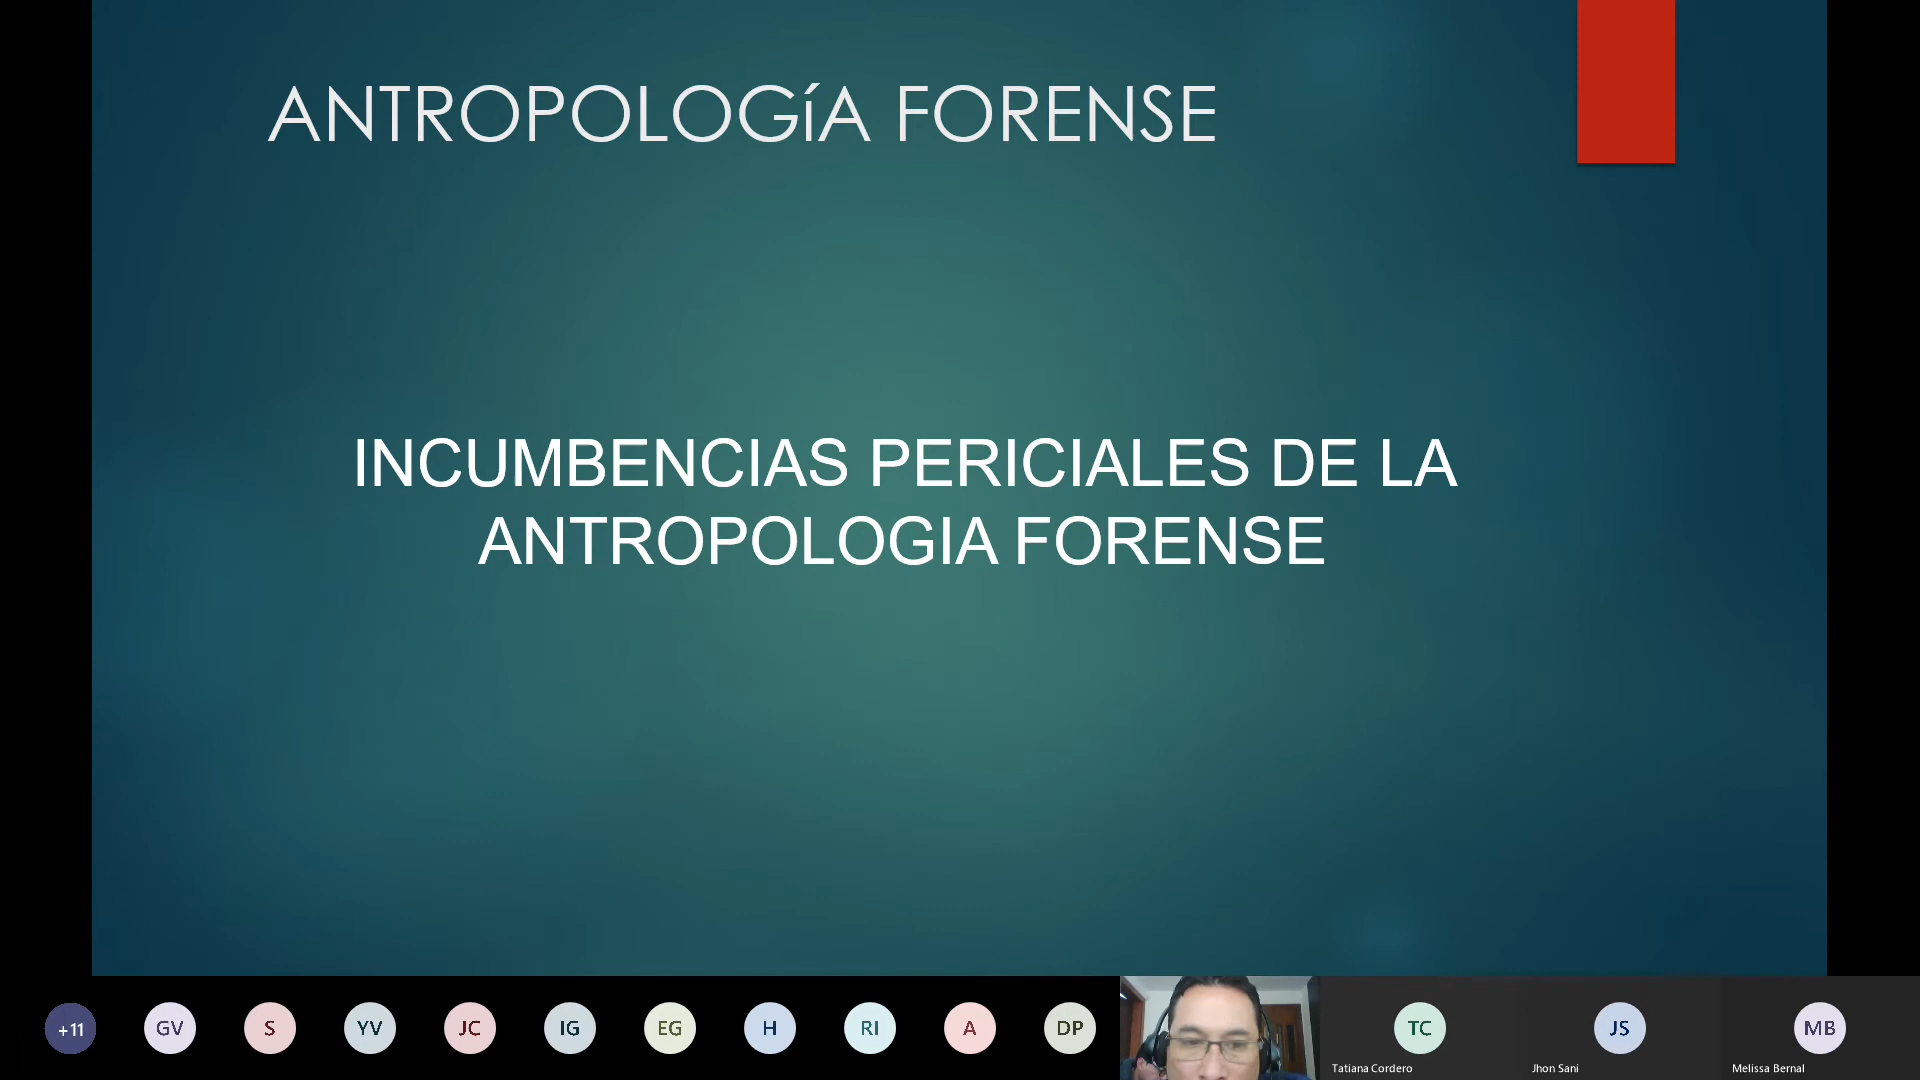 ANTROPOLOGíA FORENSE
INCUMBENCIAS PERICIALES DE LA
ANTROPOLOGIA FORENSE
+11
GV
S
YV
JC
IG
EG
H
RI
A
DP
TC
JS
MB
Tatiana Cordero
Jhon Sani
Melissa Bernal